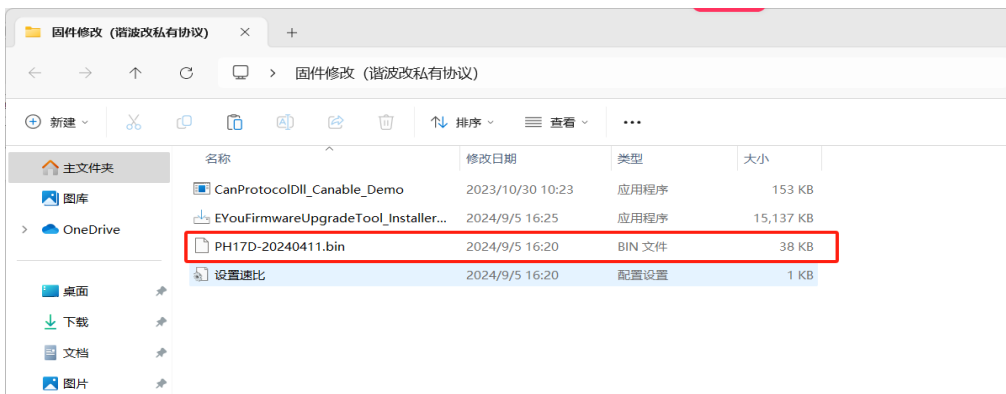 固件修改（谐波改私有协议）
固件修改（谐波改私有协议）
新建 排序 查看
名称 修改日期 类型 大小
主文件夹
CanProtocolDll_Canable_Demo 2023/10/30 10:23 应用程序 153 KB
图库
EYouFirmwareUpgradeTool_Installer... 2024/9/5 16:25 应用程序 15,137 KB
OneDrive
PH17D-20240411.bin 2024/9/5 16:20 BIN 文件 38 KB
设置速比 2024/9/5 16:20 配置设置 1 KB
桌面
下载
文档
图片